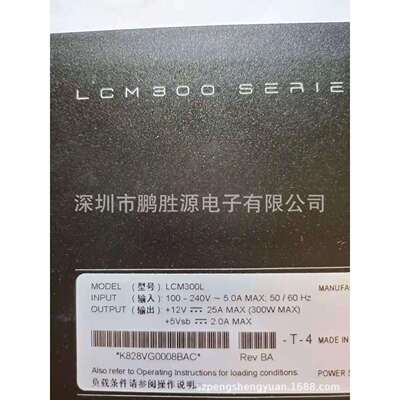 LCM300 SERIE
深圳市鹏胜源电子有限公司
MODEL (型号): LCM300L
MANUFA
INPUT (输入): 100 - 240V ~ 5.0A MAX, 50 / 60 Hz
OUTPUT (输出): +12V ⎓ 25A MAX (300W MAX)
+5Vsb ⎓ 2.0A MAX
- T - 4
MADE IN
*K828VG0008BAC*
Rev BA
Also refer to Operating Instructions for loading conditions.
负载条件请参阅操作说明.
szpengshengyuan.1688.com